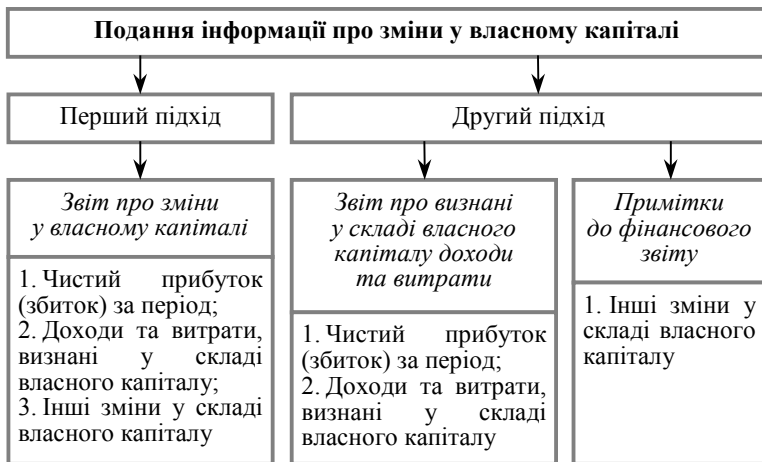 Подання інформації про зміни у власному капіталі
Перший підхід
Другий підхід
Звіт про зміни
у власному капіталі
1. Чистий прибуток
(збиток) за період;
2. Доходи та витрати,
визнані у складі
власного капіталу;
3. Інші зміни у складі
власного капіталу
Звіт про визнані
у складі власного
капіталу доходи
та витрати
1. Чистий прибуток
(збиток) за період;
2. Доходи та витрати,
визнані у складі
власного капіталу
Примітки
до фінансового
звіту
1. Інші зміни у
складі власного
капіталу